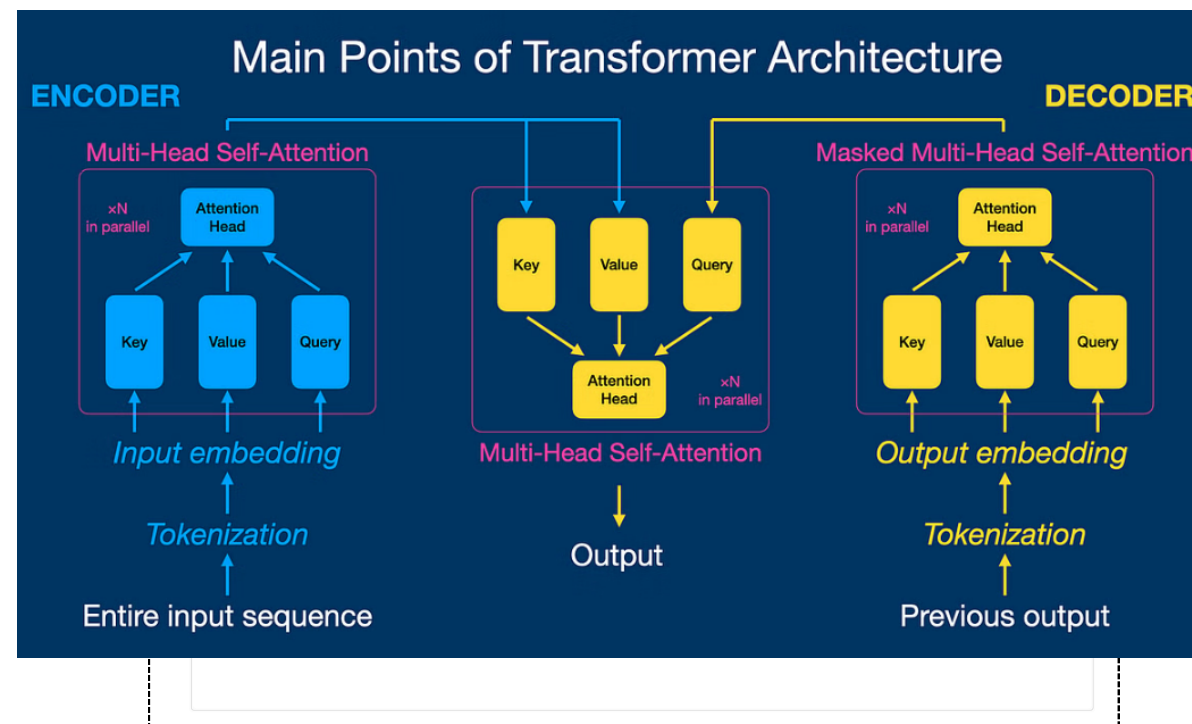 Main Points of Transformer Architecture
ENCODER
DECODER
Multi-Head Self-Attention
×N
in parallel
Attention
Head
Key
Value
Query
Input embedding
Tokenization
Entire input sequence
Key
Value
Query
Attention
Head
×N
in parallel
Multi-Head Self-Attention
Output
Masked Multi-Head Self-Attention
×N
in parallel
Attention
Head
Key
Value
Query
Output embedding
Tokenization
Previous output